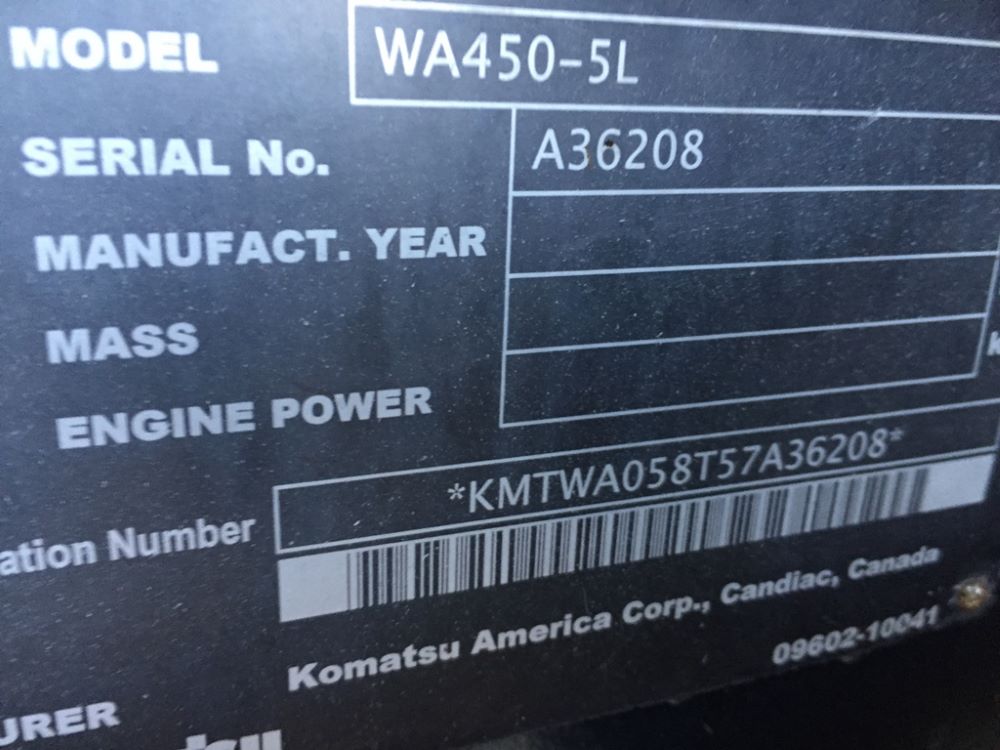 MODEL WA450-5L
SERIAL No. A36208
MANUFACT. YEAR
MASS
ENGINE POWER
ation Number *KMTWA058T57A36208*
Komatsu America Corp., Candiac, Canada
09602-10041
URER